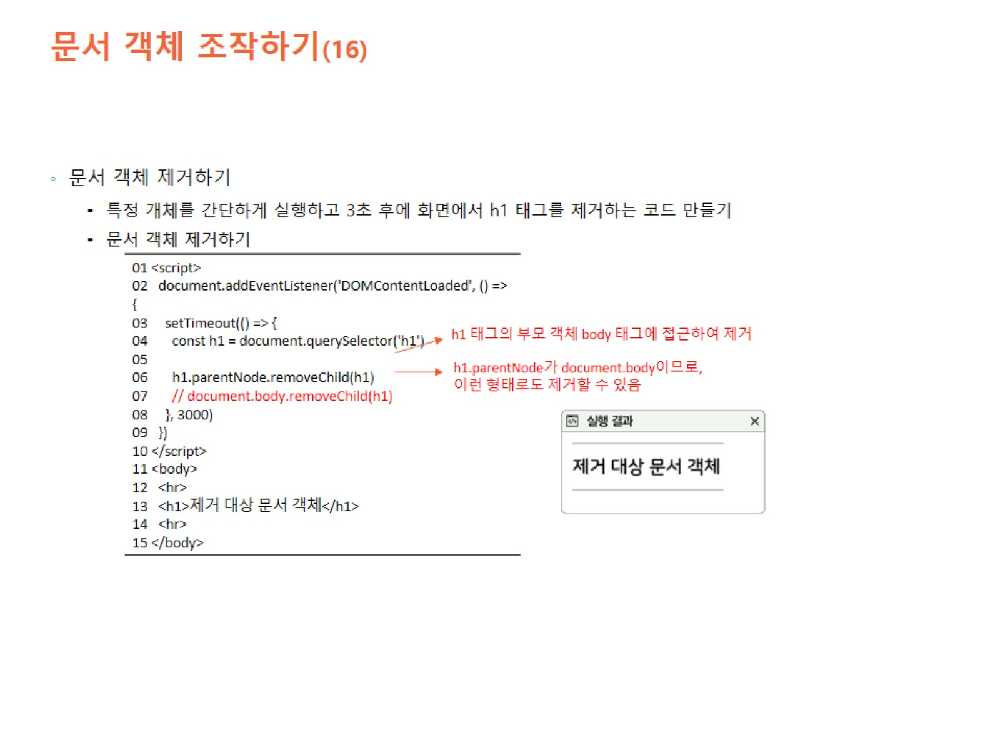 문서 객체 조작하기(16)
◦ 문서 객체 제거하기
▪ 특정 개체를 간단하게 실행하고 3초 후에 화면에서 h1 태그를 제거하는 코드 만들기
▪ 문서 객체 제거하기
01 <script>
02 document.addEventListener('DOMContentLoaded', () =>
{
03 setTimeout(() => {
04 const h1 = document.querySelector('h1')
05
06 h1.parentNode.removeChild(h1)
07 // document.body.removeChild(h1)
08 }, 3000)
09 })
10 </script>
11 <body>
12 <hr>
13 <h1>제거 대상 문서 객체</h1>
14 <hr>
15 </body>
h1 태그의 부모 객체 body 태그에 접근하여 제거
h1.parentNode가 document.body이므로,
이런 형태로도 제거할 수 있음
실행 결과
제거 대상 문서 객체